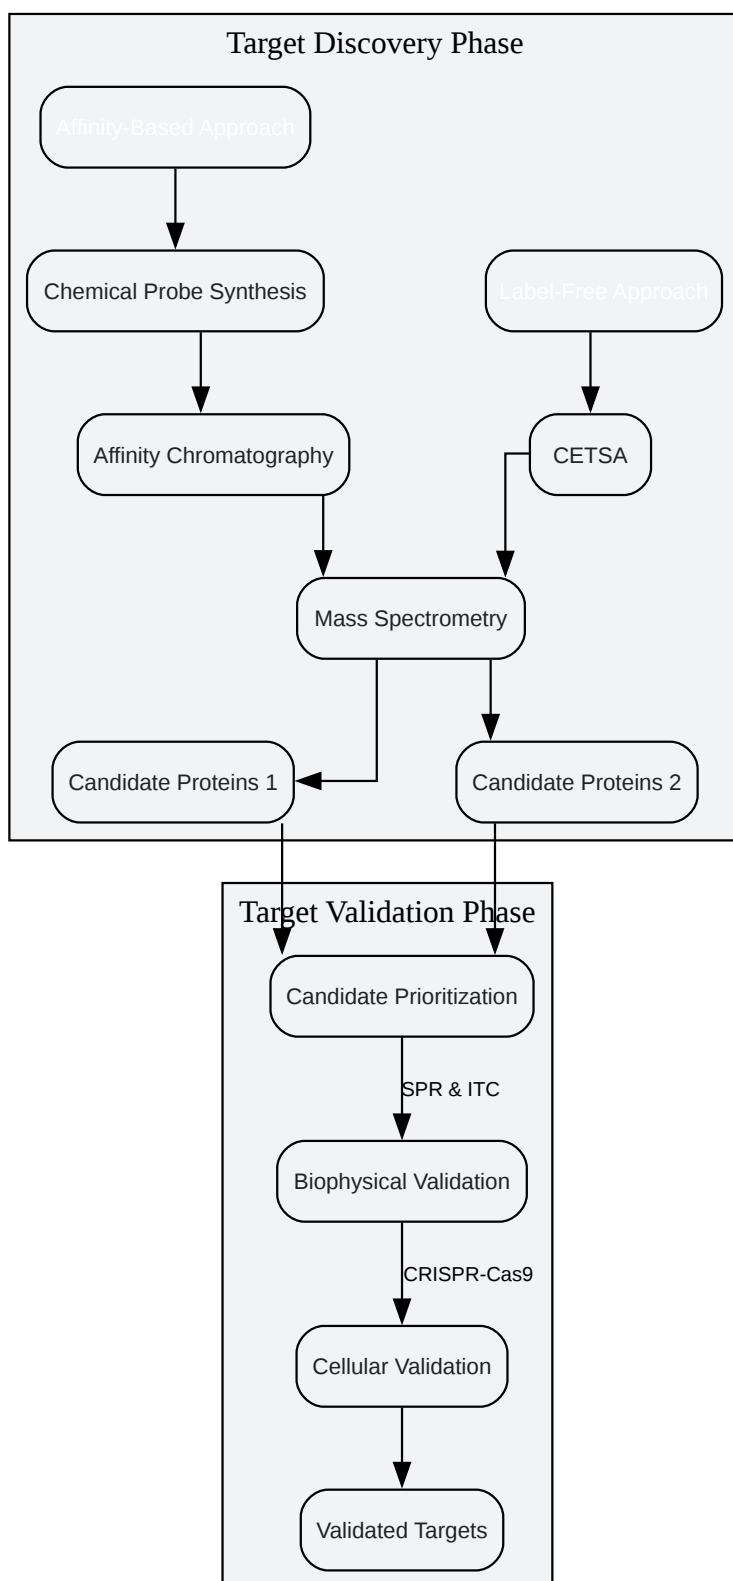 Target Discovery Phase
Affinity-Based Approach
Chemical Probe Synthesis
Label-Free Approach
Affinity Chromatography
CETSA
Mass Spectrometry
Candidate Proteins 1
Candidate Proteins 2
Target Validation Phase
Candidate Prioritization
SPR & ITC
Biophysical Validation
CRISPR-Cas9
Cellular Validation
Validated Targets